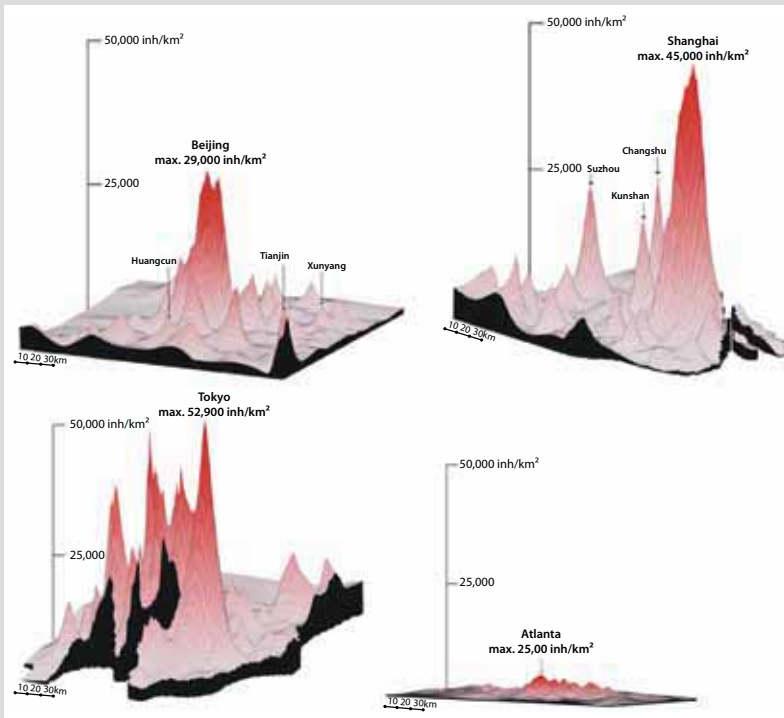 50,000 inh/km²
Beijing
max. 29,000 inh/km²
25,000
Huangcun
Tianjin
Xunyang
10 20 30km
50,000 inh/km²
Shanghai
max. 45,000 inh/km²
Changshu
25,000
Suzhou
Kunshan
10 20 30km
Tokyo
max. 52,900 inh/km²
50,000 inh/km²
25,000
10 20 30km
50,000 inh/km²
25,000
Atlanta
max. 25,00 inh/km²
10 20 30km